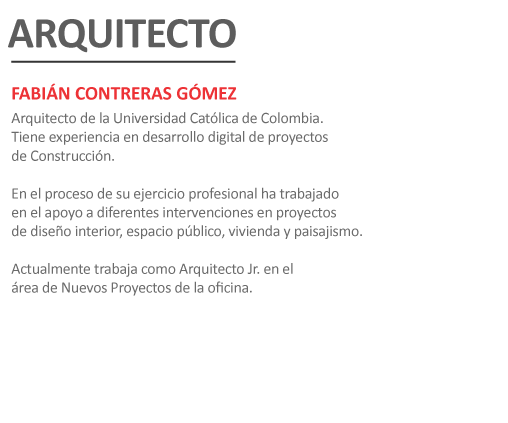 ARQUITECTO
FABIÁN CONTRERAS GÓMEZ
Arquitecto de la Universidad Católica de Colombia.
Tiene experiencia en desarrollo digital de proyectos
de Construcción.
En el proceso de su ejercicio profesional ha trabajado
en el apoyo a diferentes intervenciones en proyectos
de diseño interior, espacio público, vivienda y paisajismo.
Actualmente trabaja como Arquitecto Jr. en el
área de Nuevos Proyectos de la oficina.